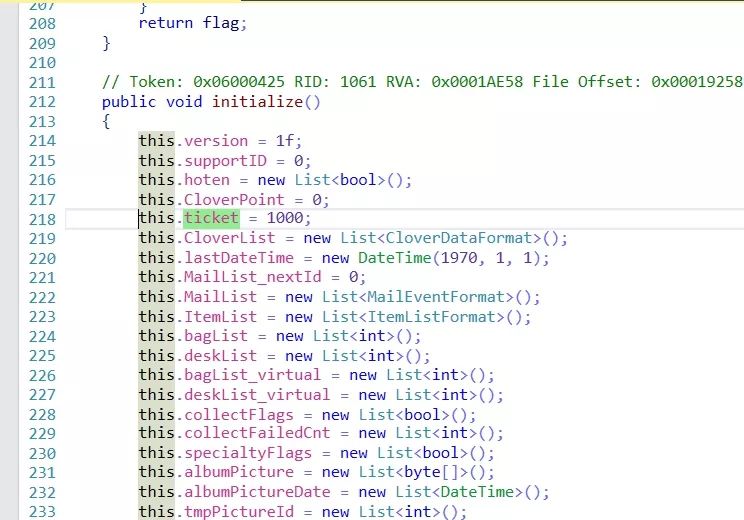 207 }
208 return flag;
209 }
210
211 // Token: 0x06000425 RID: 1061 RVA: 0x0001AE58 File Offset: 0x00019258
212 public void initialize()
213 {
214 this.version = 1f;
215 this.supportID = 0;
216 this.hoten = new List<bool>();
217 this.CloverPoint = 0;
218 this.ticket = 1000;
219 this.CloverList = new List<CloverDataFormat>();
220 this.lastDateTime = new DateTime(1970, 1, 1);
221 this.MailList_nextId = 0;
222 this.MailList = new List<MailEventFormat>();
223 this.ItemList = new List<ItemListFormat>();
224 this.bagList = new List<int>();
225 this.deskList = new List<int>();
226 this.bagList_virtual = new List<int>();
227 this.deskList_virtual = new List<int>();
228 this.collectFlags = new List<bool>();
229 this.collectFailedCnt = new List<int>();
230 this.specialtyFlags = new List<bool>();
231 this.albumPicture = new List<byte[]>();
232 this.albumPictureDate = new List<DateTime>();
233 this.tmpPictureId = new List<int>();